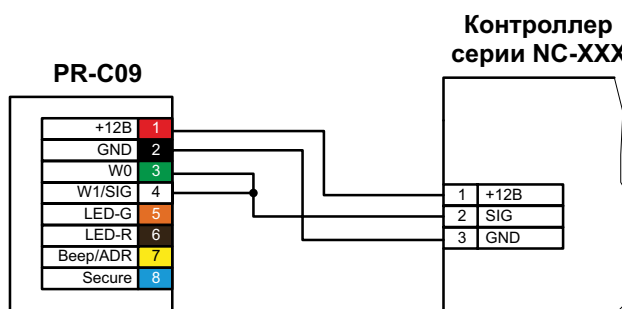 Контроллер
серии NC-XXX
PR-C09
+12В 1
GND 2
W0 3
W1/SIG 4
LED-G 5
LED-R 6
Beep/ADR 7
Secure 8
1 +12В
2 SIG
3 GND